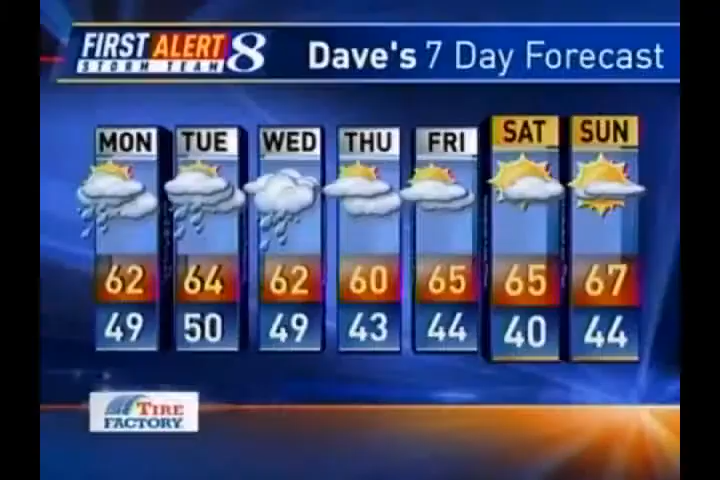 FIRST ALERT 8
STORM TEAM
Dave's 7 Day Forecast
MON TUE WED THU FRI SAT SUN
62 64 62 60 65 65 67
49 50 49 43 44 40 44
TIRE
FACTORY